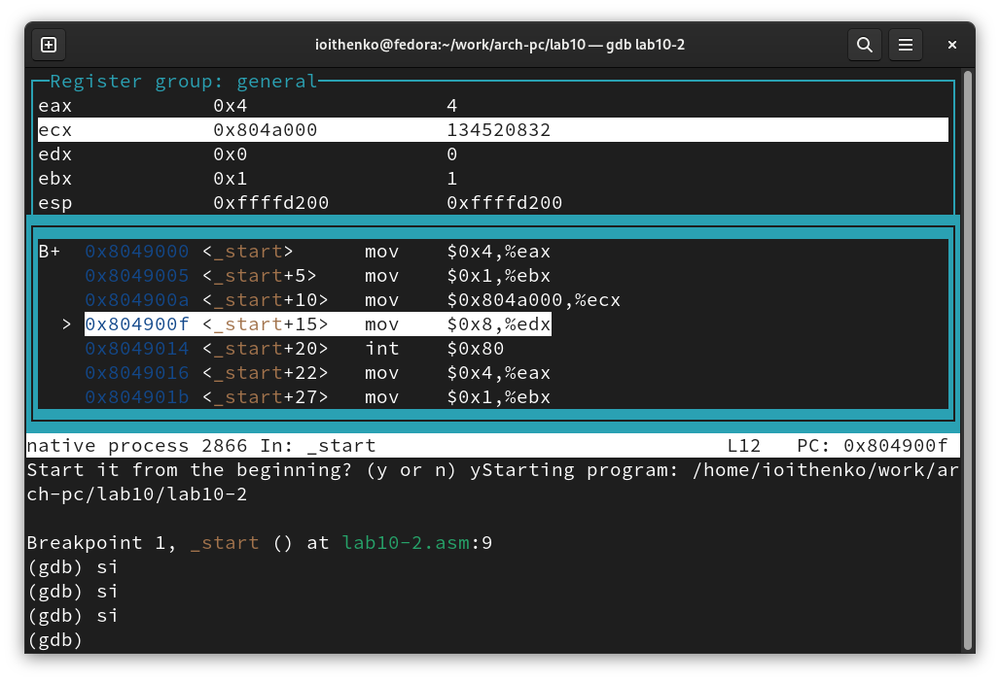 ioithenko@fedora:~/work/arch-pc/lab10 — gdb lab10-2
Register group: general
eax 0x4 4
ecx 0x804a000 134520832
edx 0x0 0
ebx 0x1 1
esp 0xffffd200 0xffffd200
B+ 0x8049000 <_start> mov $0x4,%eax
0x8049005 <_start+5> mov $0x1,%ebx
0x804900a <_start+10> mov $0x804a000,%ecx
> 0x804900f <_start+15> mov $0x8,%edx
0x8049014 <_start+20> int $0x80
0x8049016 <_start+22> mov $0x4,%eax
0x804901b <_start+27> mov $0x1,%ebx
native process 2866 In: _start L12 PC: 0x804900f
Start it from the beginning? (y or n) yStarting program: /home/ioithenko/work/ar
ch-pc/lab10/lab10-2
Breakpoint 1, _start () at lab10-2.asm:9
(gdb) si
(gdb) si
(gdb) si
(gdb)